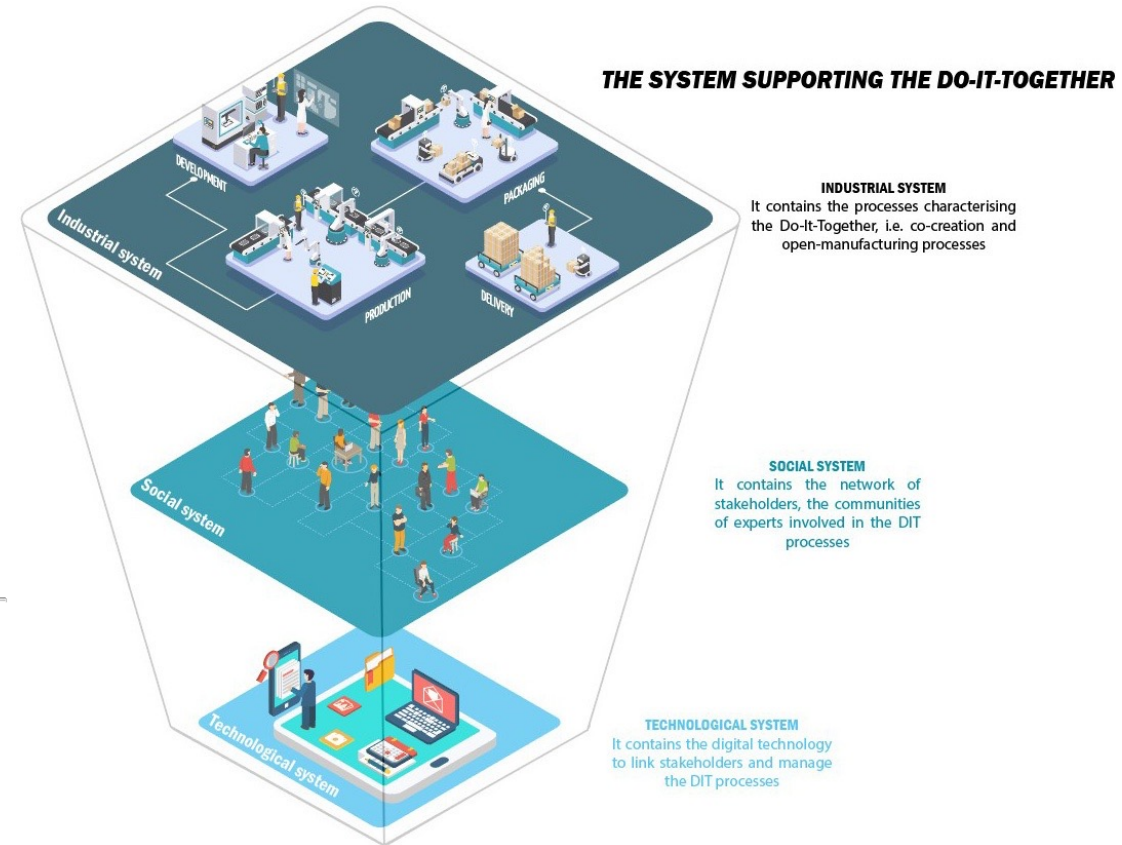 THE SYSTEM SUPPORTING THE DO-IT-TOGETHER
INDUSTRIAL SYSTEM
It contains the processes characterising
the Do-It-Together, i.e. co-creation and
open-manufacturing processes
DEVELOPMENT
PACKAGING
PRODUCTION
DELIVERY
Industrial system
SOCIAL SYSTEM
It contains the network of
stakeholders, the communities
of experts involved in the DIT
processes
Social system
TECHNOLOGICAL SYSTEM
It contains the digital technology
to link stakeholders and manage
the DIT processes
Technological system